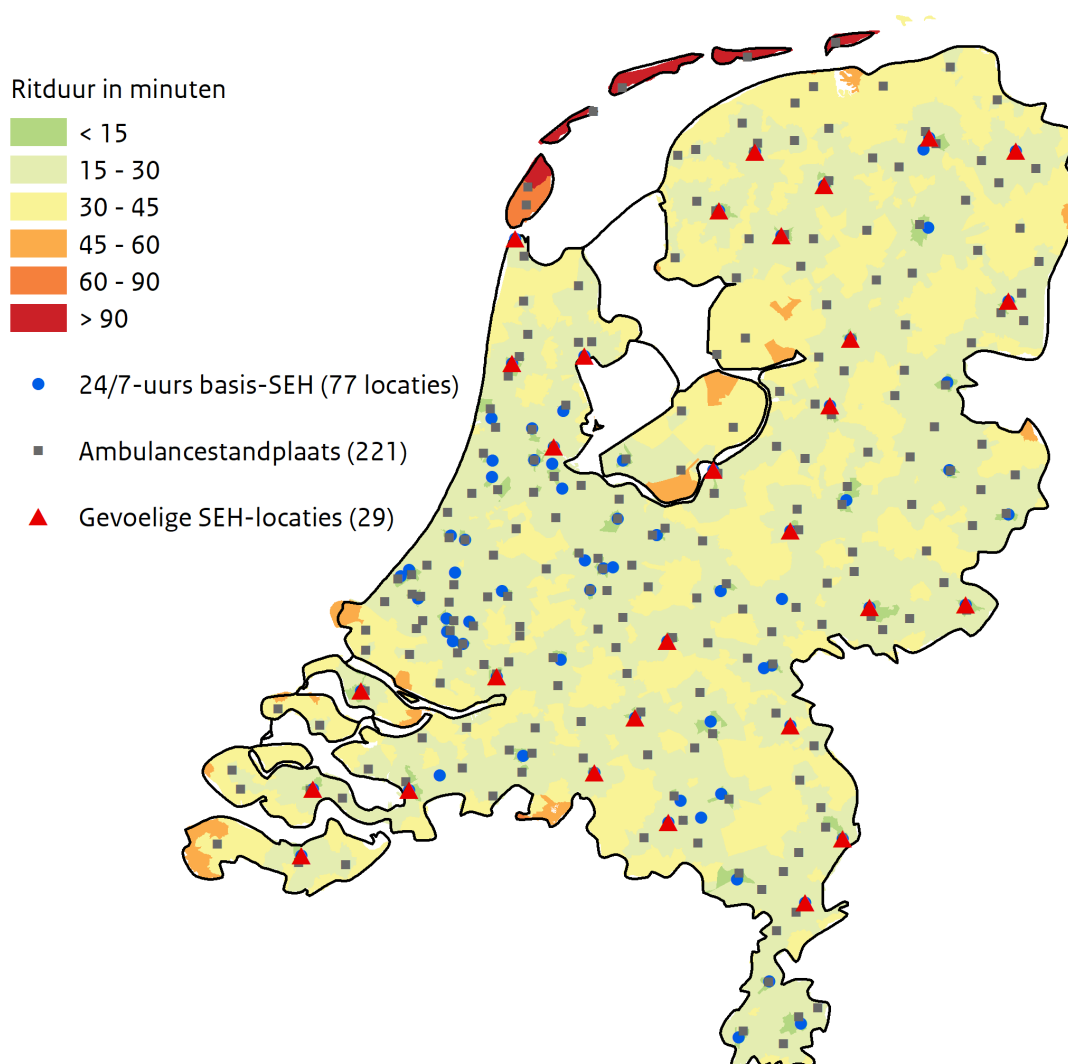 Ritduur in minuten
< 15
15 - 30
30 - 45
45 - 60
60 - 90
> 90
24/7-uurs basis-SEH (77 locaties)
Ambulancestandplaats (221)
Gevoelige SEH-locaties (29)